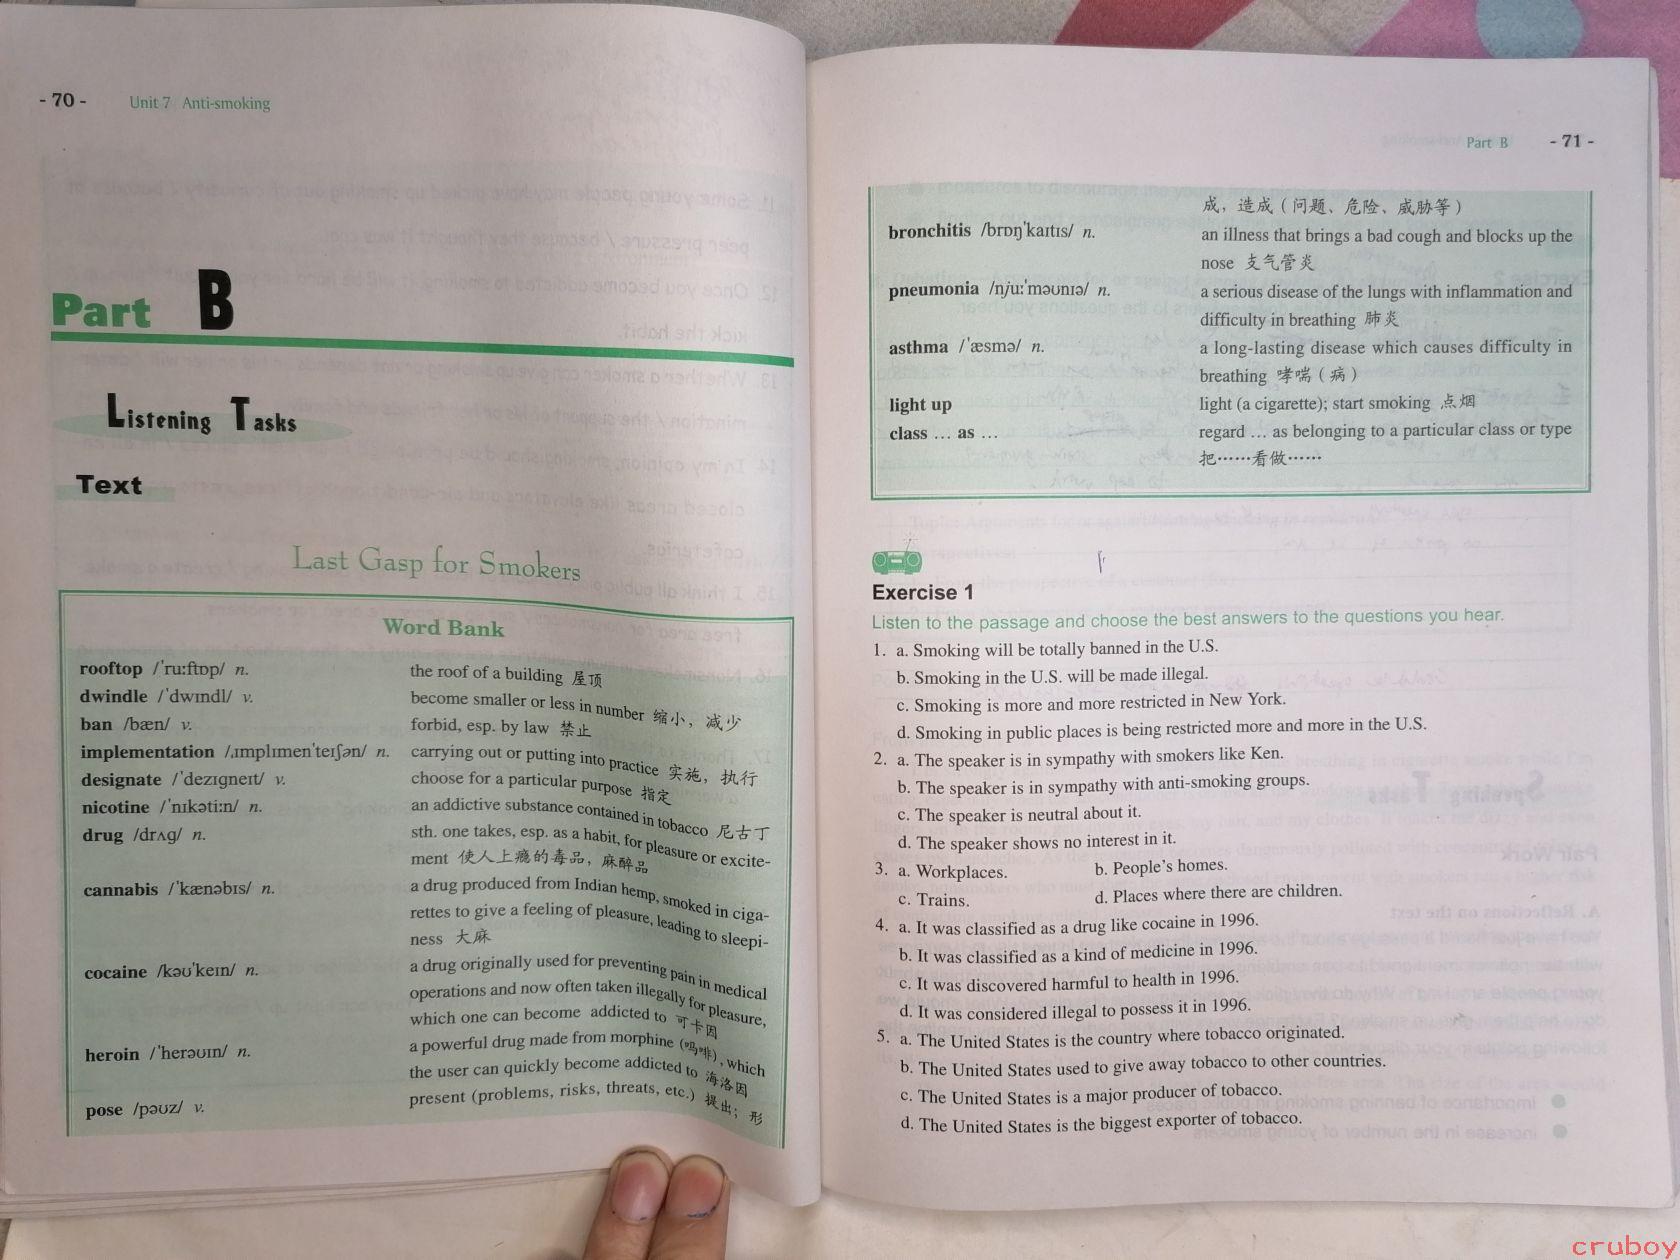 - 70 - Unit 7 Anti-smoking
Part B
Listening Tasks
Text
Last Gasp for Smokers
Word Bank
rooftop /ˈruːftɒp/ n. the roof of a building 屋顶
dwindle /ˈdwɪndl/ v. become smaller or less in number 缩小，减少
ban /bæn/ v. forbid, esp. by law 禁止
implementation /ˌɪmplɪmenˈteɪʃən/ n. carrying out or putting into practice 实施，执行
designate /ˈdezɪgneɪt/ v. choose for a particular purpose 指定
nicotine /ˈnɪkətiːn/ n. an addictive substance contained in tobacco 尼古丁
drug /drʌg/ n. sth. one takes, esp. as a habit, for pleasure or excite-
ment 使人上瘾的毒品，麻醉品
cannabis /ˈkænəbɪs/ n. a drug produced from Indian hemp, smoked in ciga-
rettes to give a feeling of pleasure, leading to sleepi-
ness 大麻
cocaine /kəʊˈkeɪn/ n. a drug originally used for preventing pain in medical
operations and now often taken illegally for pleasure,
which one can become addicted to 可卡因
heroin /ˈherəʊɪn/ n. a powerful drug made from morphine (吗啡), which
the user can quickly become addicted to 海洛因
pose /pəʊz/ v. present (problems, risks, threats, etc.) 提出；形
Part B - 71 -
成，造成（问题、危险、威胁等）
bronchitis /brɒŋˈkaɪtɪs/ n. an illness that brings a bad cough and blocks up the
nose 支气管炎
pneumonia /njuːˈməʊnɪə/ n. a serious disease of the lungs with inflammation and
difficulty in breathing 肺炎
asthma /ˈæsmə/ n. a long-lasting disease which causes difficulty in
breathing 哮喘（病）
light up light (a cigarette); start smoking 点烟
class ... as ... regard ... as belonging to a particular class or type
把……看做……
Exercise 1
Listen to the passage and choose the best answers to the questions you hear.
1. a. Smoking will be totally banned in the U.S.
b. Smoking in the U.S. will be made illegal.
c. Smoking is more and more restricted in New York.
d. Smoking in public places is being restricted more and more in the U.S.
2. a. The speaker is in sympathy with smokers like Ken.
b. The speaker is in sympathy with anti-smoking groups.
c. The speaker is neutral about it.
d. The speaker shows no interest in it.
3. a. Workplaces. b. People's homes.
c. Trains. d. Places where there are children.
4. a. It was classified as a drug like cocaine in 1996.
b. It was classified as a kind of medicine in 1996.
c. It was discovered harmful to health in 1996.
d. It was considered illegal to possess it in 1996.
5. a. The United States is the country where tobacco originated.
b. The United States used to give away tobacco to other countries.
c. The United States is a major producer of tobacco.
d. The United States is the biggest exporter of tobacco.
cruboy